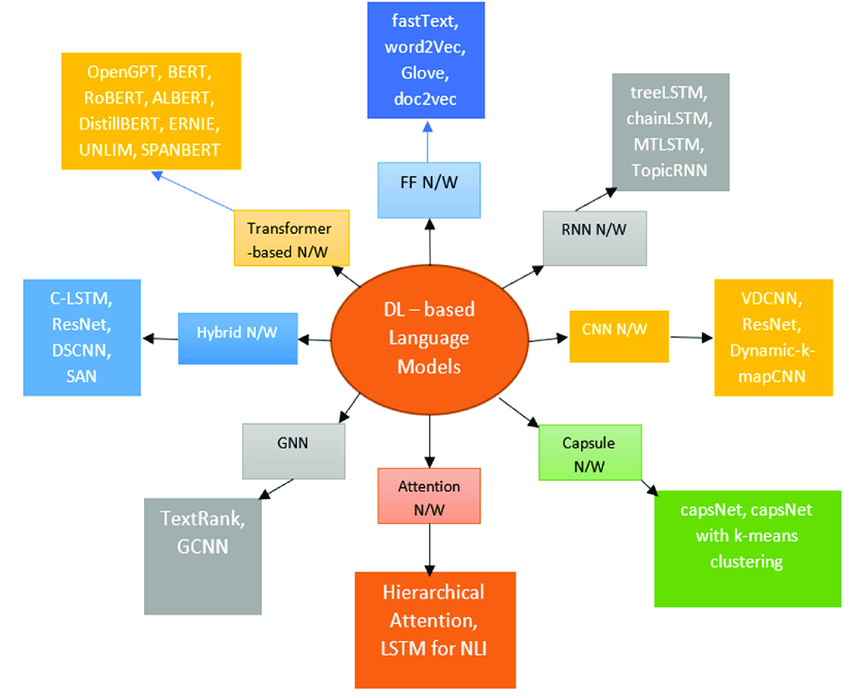 fastText,
word2Vec,
Glove,
doc2vec
OpenGPT, BERT,
RoBERT, ALBERT,
DistillBERT, ERNIE,
UNLIM, SPANBERT
treeLSTM,
chainLSTM,
MTLSTM,
TopicRNN
FF N/W
Transformer
-based N/W
RNN N/W
C-LSTM,
ResNet,
DSCNN,
SAN
Hybrid N/W
DL – based
Language
Models
CNN N/W
VDCNN,
ResNet,
Dynamic-k-
mapCNN
GNN
Attention
N/W
Capsule
N/W
TextRank,
GCNN
Hierarchical
Attention,
LSTM for NLI
capsNet, capsNet
with k-means
clustering